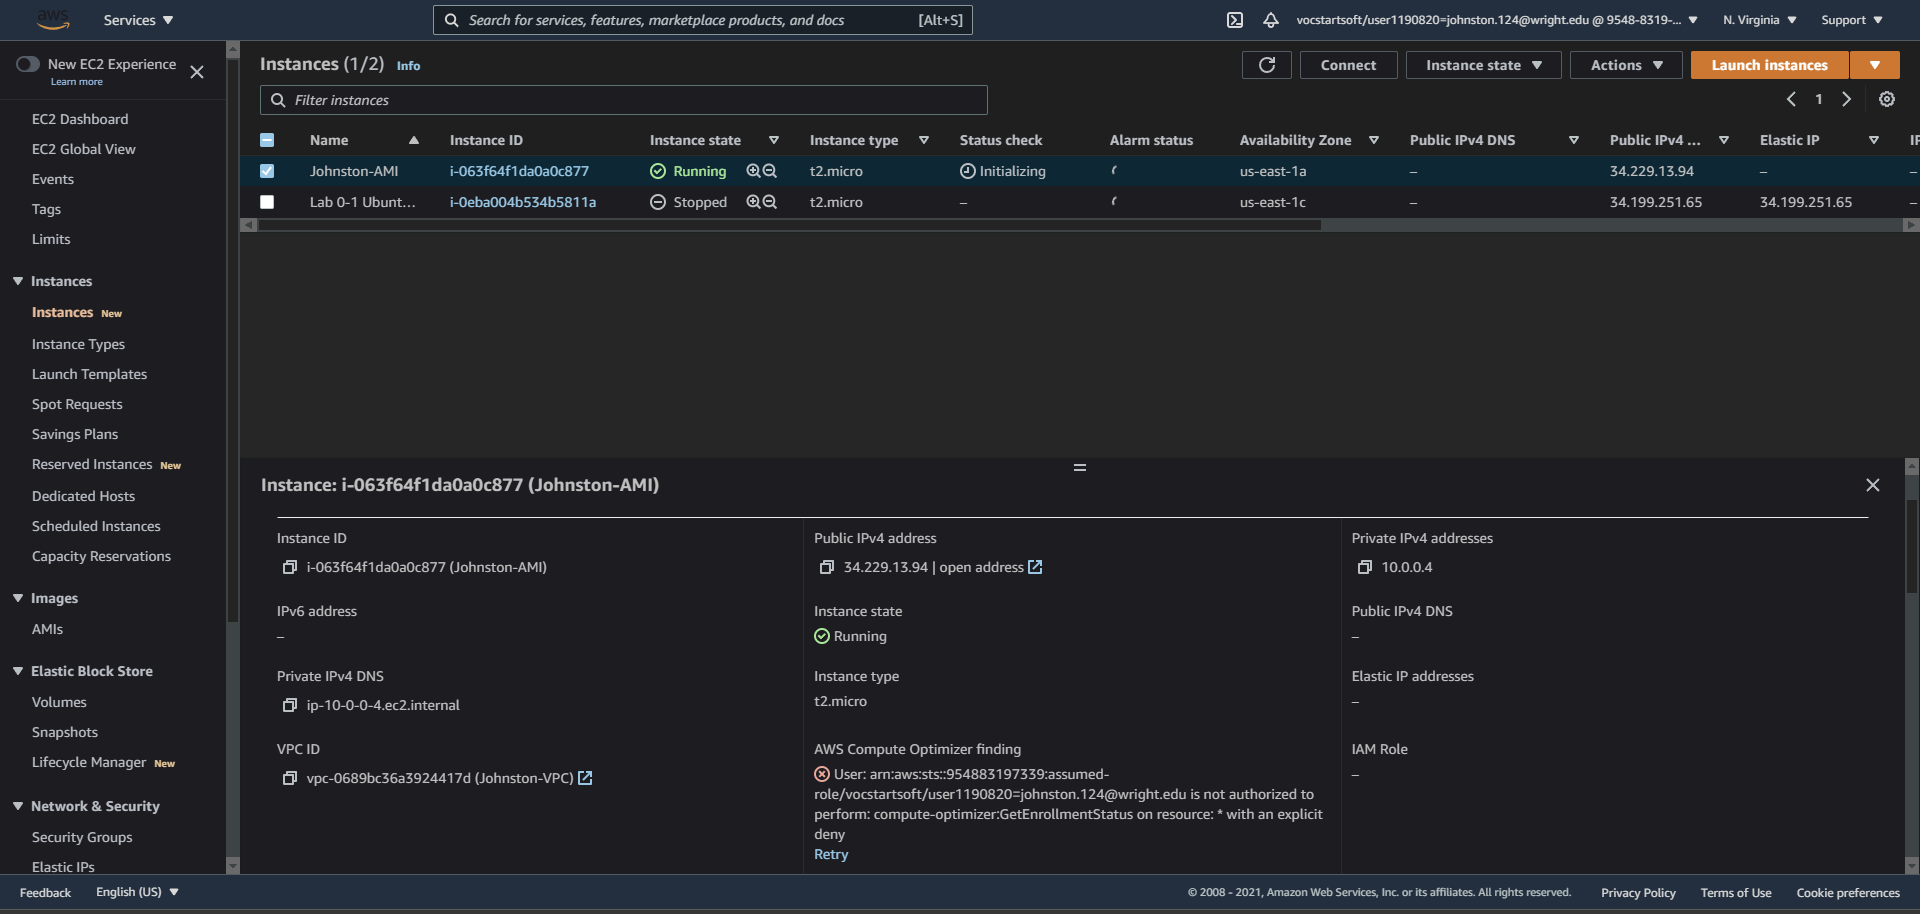 aws
Services
Search for services, features, marketplace products, and docs [Alt+S]
vocstartsoft/user1190820=johnston.124@wright.edu @ 9548-8319-...
N. Virginia
Support
New EC2 Experience
Learn more
EC2 Dashboard
EC2 Global View
Events
Tags
Limits
Instances
Instances New
Instance Types
Launch Templates
Spot Requests
Savings Plans
Reserved Instances New
Dedicated Hosts
Scheduled Instances
Capacity Reservations
Images
AMIs
Elastic Block Store
Volumes
Snapshots
Lifecycle Manager New
Network & Security
Security Groups
Elastic IPs
Instances (1/2) Info
Connect
Instance state
Actions
Launch instances
Filter instances
1
Name Instance ID Instance state Instance type Status check Alarm status Availability Zone Public IPv4 DNS Public IPv4 ... Elastic IP IP
Johnston-AMI i-063f64f1da0a0c877 Running t2.micro Initializing us-east-1a – 34.229.13.94 – –
Lab 0-1 Ubunt... i-0eba004b534b5811a Stopped t2.micro – us-east-1c – 34.199.251.65 34.199.251.65 –
Instance: i-063f64f1da0a0c877 (Johnston-AMI)
Instance ID
i-063f64f1da0a0c877 (Johnston-AMI)
IPv6 address
–
Private IPv4 DNS
ip-10-0-0-4.ec2.internal
VPC ID
vpc-0689bc36a3924417d (Johnston-VPC)
Public IPv4 address
34.229.13.94 | open address
Instance state
Running
Instance type
t2.micro
AWS Compute Optimizer finding
User: arn:aws:sts::954883197339:assumed-
role/vocstartsoft/user1190820=johnston.124@wright.edu is not authorized to
perform: compute-optimizer:GetEnrollmentStatus on resource: * with an explicit
deny
Retry
Private IPv4 addresses
10.0.0.4
Public IPv4 DNS
–
Elastic IP addresses
–
IAM Role
–
Feedback
English (US)
© 2008 - 2021, Amazon Web Services, Inc. or its affiliates. All rights reserved.
Privacy Policy
Terms of Use
Cookie preferences